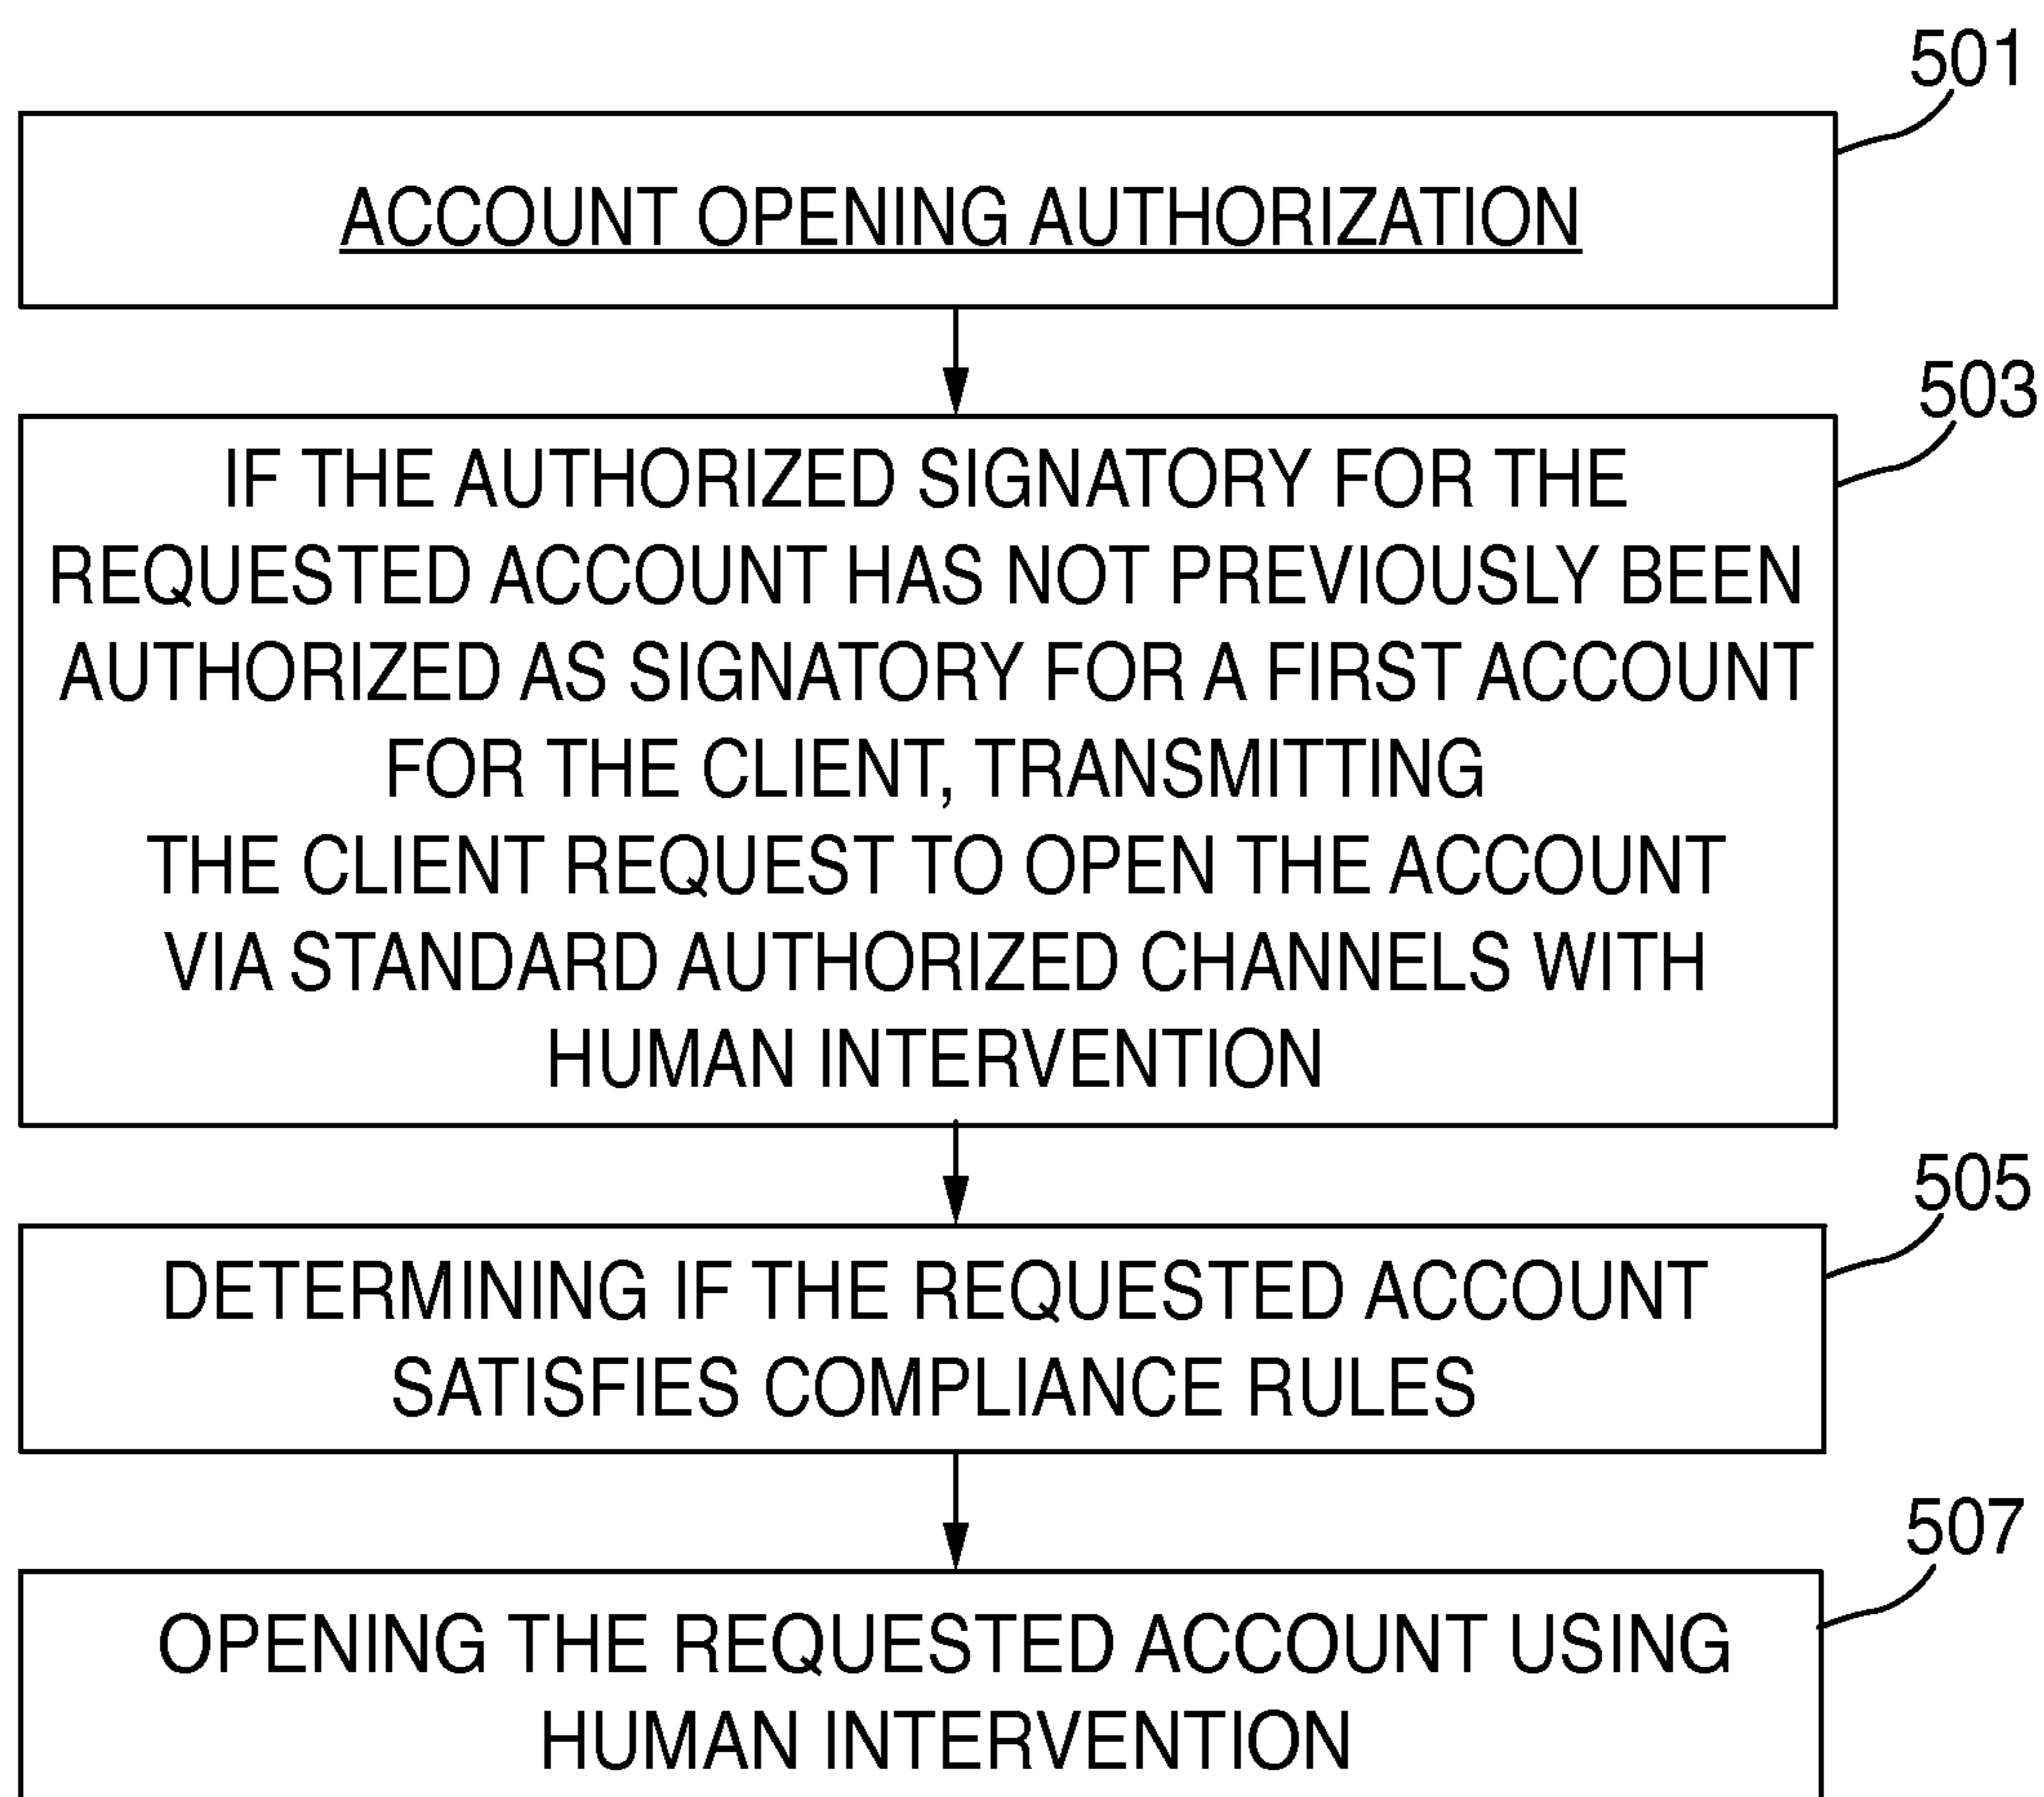 501
ACCOUNT OPENING AUTHORIZATION
503
IF THE AUTHORIZED SIGNATORY FOR THE
REQUESTED ACCOUNT HAS NOT PREVIOUSLY BEEN
AUTHORIZED AS SIGNATORY FOR A FIRST ACCOUNT
FOR THE CLIENT, TRANSMITTING
THE CLIENT REQUEST TO OPEN THE ACCOUNT
VIA STANDARD AUTHORIZED CHANNELS WITH
HUMAN INTERVENTION
505
DETERMINING IF THE REQUESTED ACCOUNT
SATISFIES COMPLIANCE RULES
507
OPENING THE REQUESTED ACCOUNT USING
HUMAN INTERVENTION